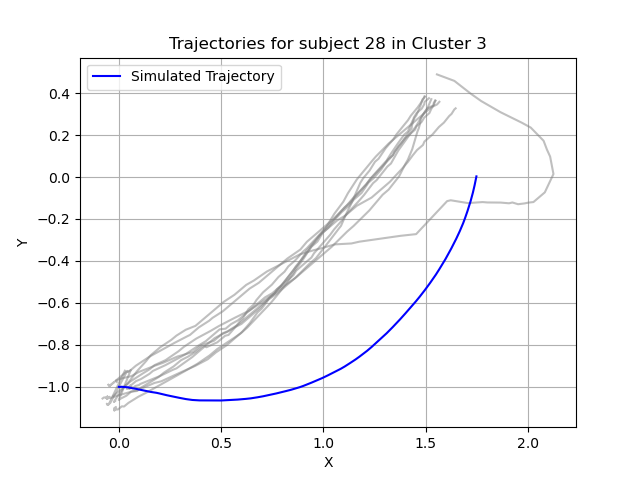 Trajectories for subject 28 in Cluster 3
Simulated Trajectory
0.4
0.2
0.0
−0.2
−0.4
−0.6
−0.8
−1.0
Y
0.0 0.5 1.0 1.5 2.0
X